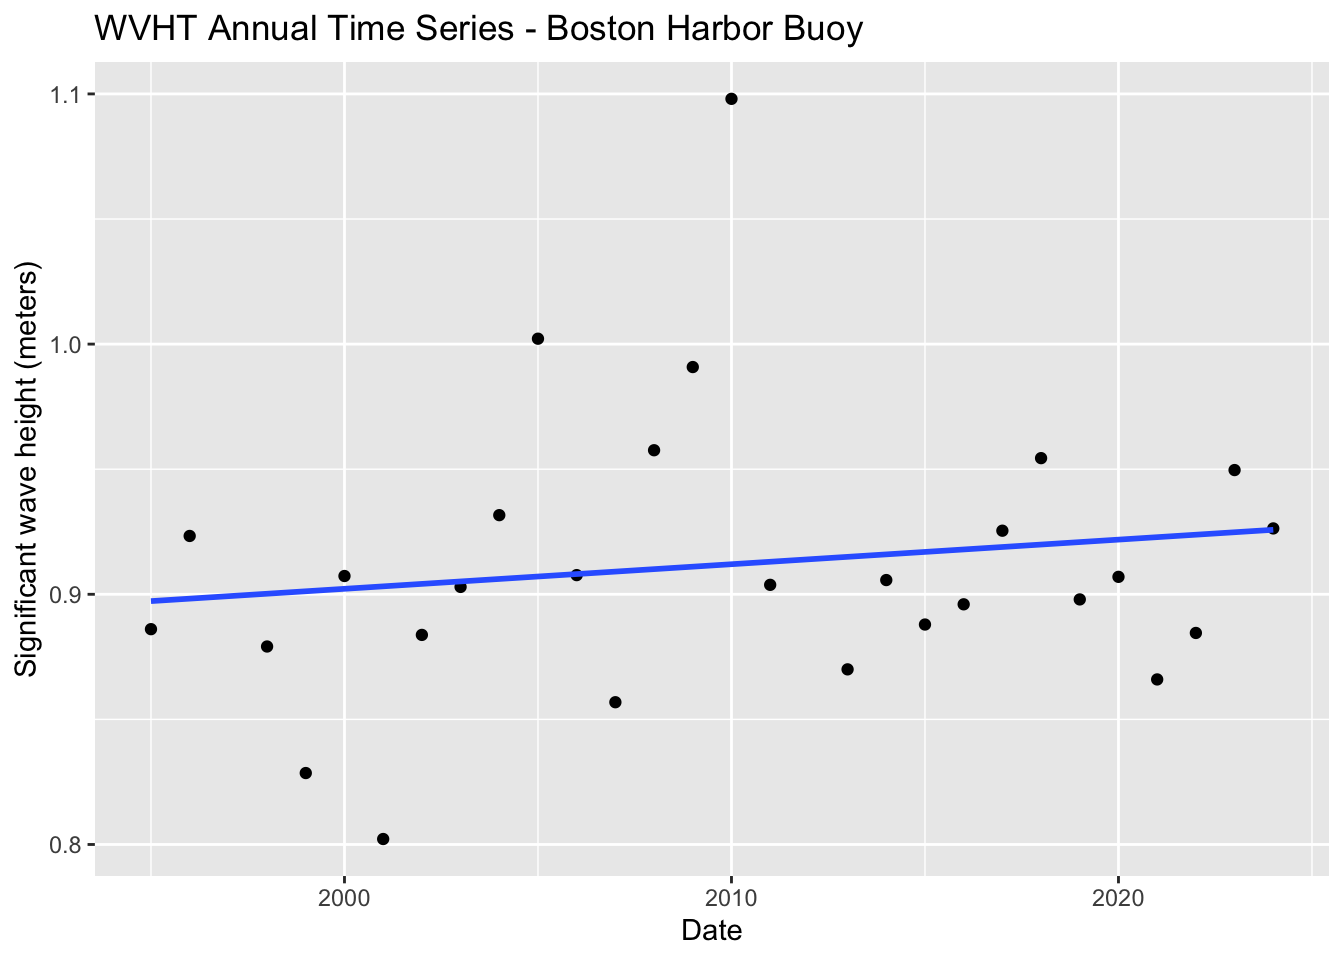 WVHT Annual Time Series - Boston Harbor Buoy
Significant wave height (meters)
1.1
1.0
0.9
0.8
2000
2010
2020
Date